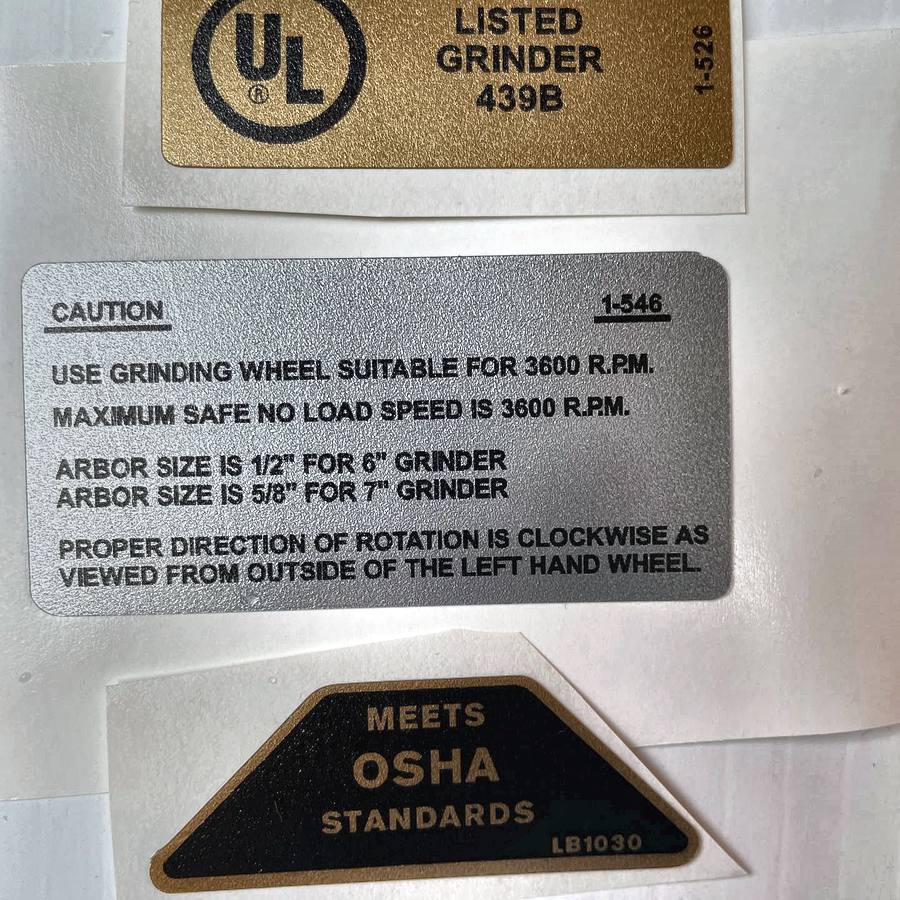 UL
®
LISTED
GRINDER
439B
1-526
CAUTION
1-546
USE GRINDING WHEEL SUITABLE FOR 3600 R.P.M.
MAXIMUM SAFE NO LOAD SPEED IS 3600 R.P.M.
ARBOR SIZE IS 1/2" FOR 6" GRINDER
ARBOR SIZE IS 5/8" FOR 7" GRINDER
PROPER DIRECTION OF ROTATION IS CLOCKWISE AS
VIEWED FROM OUTSIDE OF THE LEFT HAND WHEEL.
MEETS
OSHA
STANDARDS
LB1030